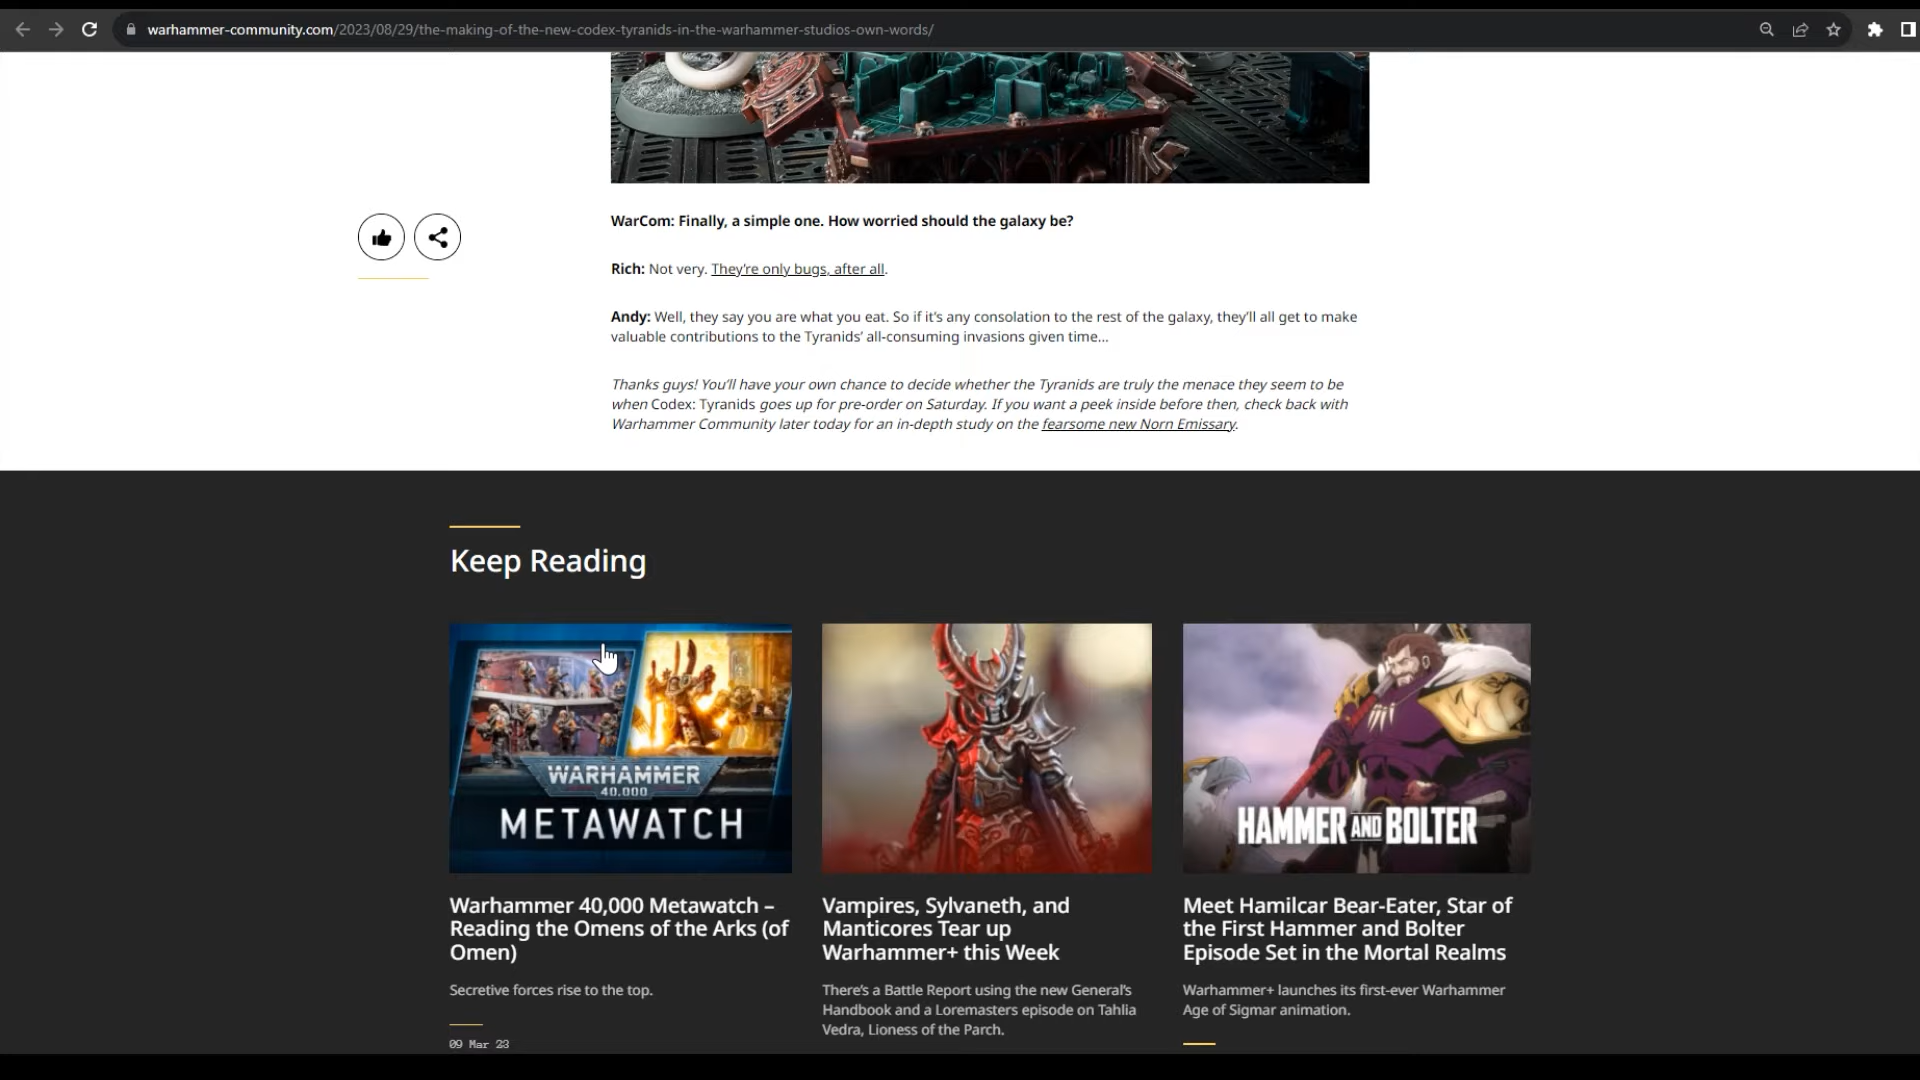 warhammer-community.com/2023/08/29/the-making-of-the-new-codex-tyranids-in-the-warhammer-studios-own-words/
WarCom: Finally, a simple one. How worried should the galaxy be?
Rich: Not very. They're only bugs, after all.
Andy: Well, they say you are what you eat. So if it's any consolation to the rest of the galaxy, they'll all get to make
valuable contributions to the Tyranids' all-consuming invasions given time...
Thanks guys! You'll have your own chance to decide whether the Tyranids are truly the menace they seem to be
when Codex: Tyranids goes up for pre-order on Saturday. If you want a peek inside before then, check back with
Warhammer Community later today for an in-depth study on the fearsome new Norn Emissary.
Keep Reading
WARHAMMER
40,000
METAWATCH
HAMMER AND BOLTER
Warhammer 40,000 Metawatch –
Reading the Omens of the Arks (of
Omen)
Secretive forces rise to the top.
09 Mar 23
Vampires, Sylvaneth, and
Manticores Tear up
Warhammer+ this Week
There's a Battle Report using the new General's
Handbook and a Loremasters episode on Tahlia
Vedra, Lioness of the Parch.
Meet Hamilcar Bear-Eater, Star of
the First Hammer and Bolter
Episode Set in the Mortal Realms
Warhammer+ launches its first-ever Warhammer
Age of Sigmar animation.